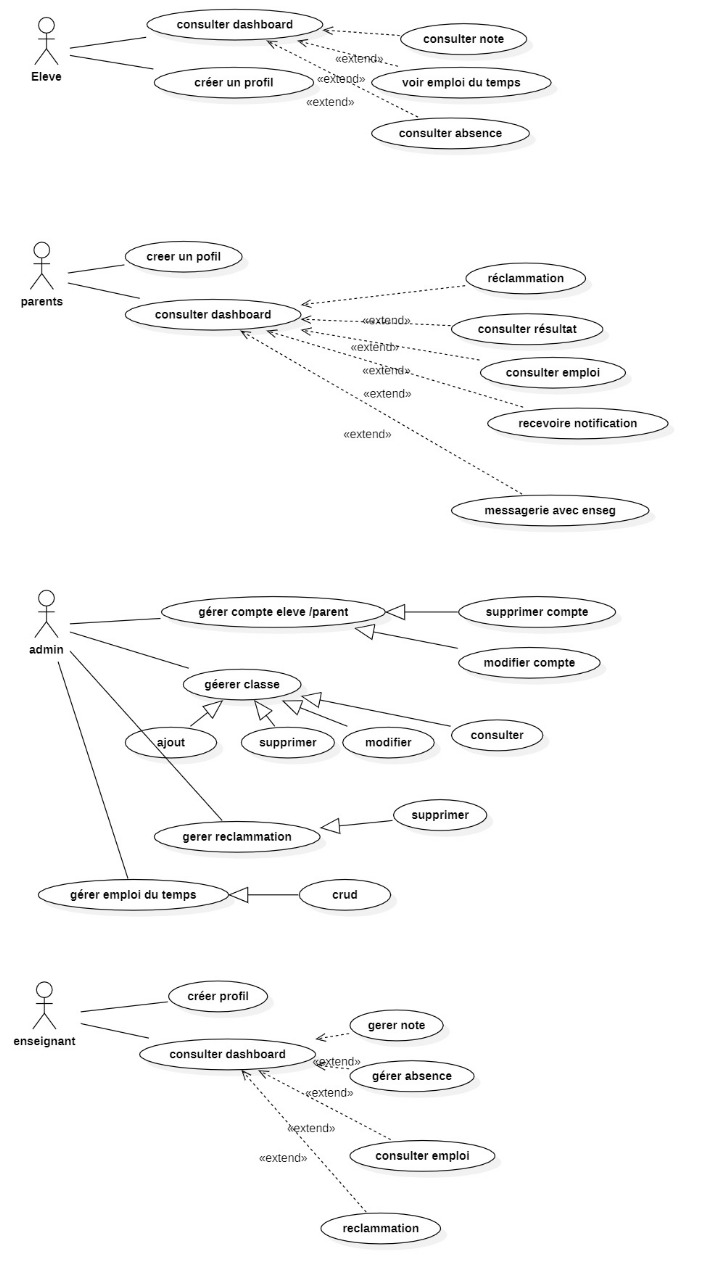 consulter dashboard
consulter note
Eleve
«extend»
créer un profil
«extend»
voir emploi du temps
«extend»
consulter absence
creer un pofil
réclammation
parents
consulter dashboard
«extend»
consulter résultat
«extend»
«extend»
consulter emploi
«extend»
recevoire notification
«extend»
messagerie avec enseg
gérer compte eleve /parent
supprimer compte
admin
modifier compte
géerer classe
ajout
supprimer
modifier
consulter
supprimer
gerer reclammation
gérer emploi du temps
crud
créer profil
enseignant
gerer note
consulter dashboard
«extend»
gérer absence
«extend»
«extend»
consulter emploi
«extend»
reclammation